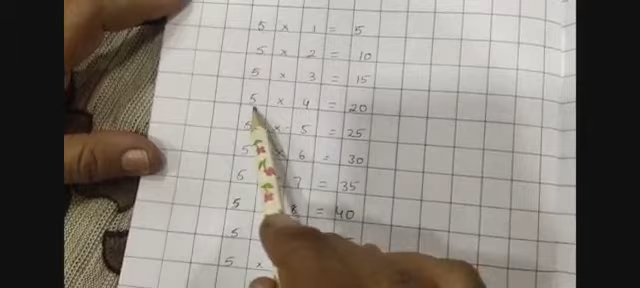 5 × 1 = 5
5 × 2 = 10
5 × 3 = 15
5 × 4 = 20
5 × 5 = 25
5 × 6 = 30
5 7 = 35
5 8 = 40
5
5 ×